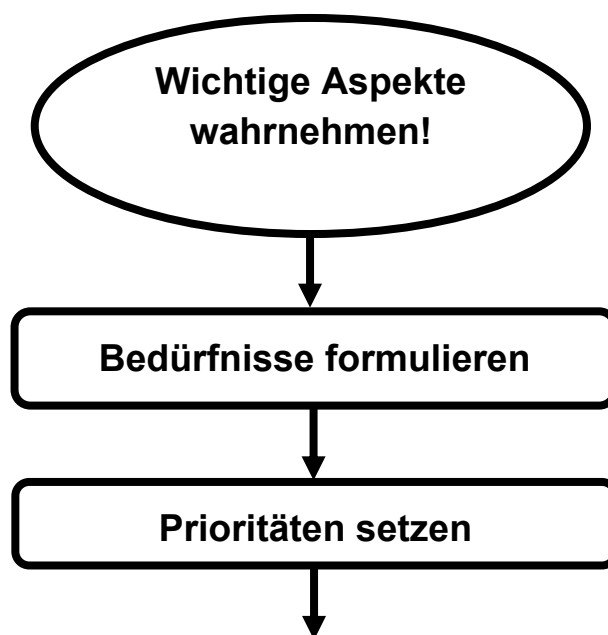 Wichtige Aspekte
wahrnehmen!
Bedürfnisse formulieren
Prioritäten setzen